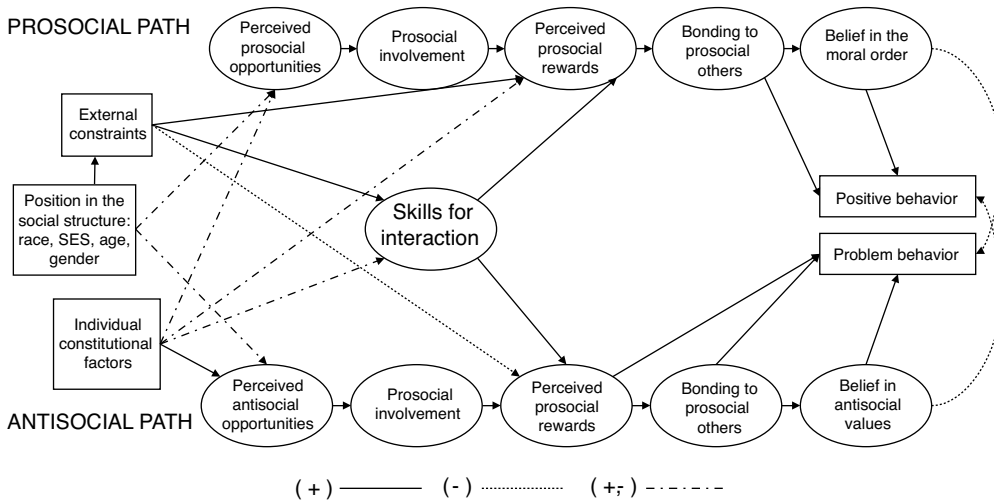 PROSOCIAL PATH
Perceived
prosocial
opportunities
Prosocial
involvement
Perceived
prosocial
rewards
Bonding to
prosocial
others
Belief in the
moral order
External
constraints
Position in the
social structure:
race, SES, age,
gender
Skills for
interaction
Positive behavior
Problem behavior
Individual
constitutional
factors
ANTISOCIAL PATH
Perceived
antisocial
opportunities
Prosocial
involvement
Perceived
prosocial
rewards
Bonding to
prosocial
others
Belief in
antisocial
values
(+) (-) (+,-)